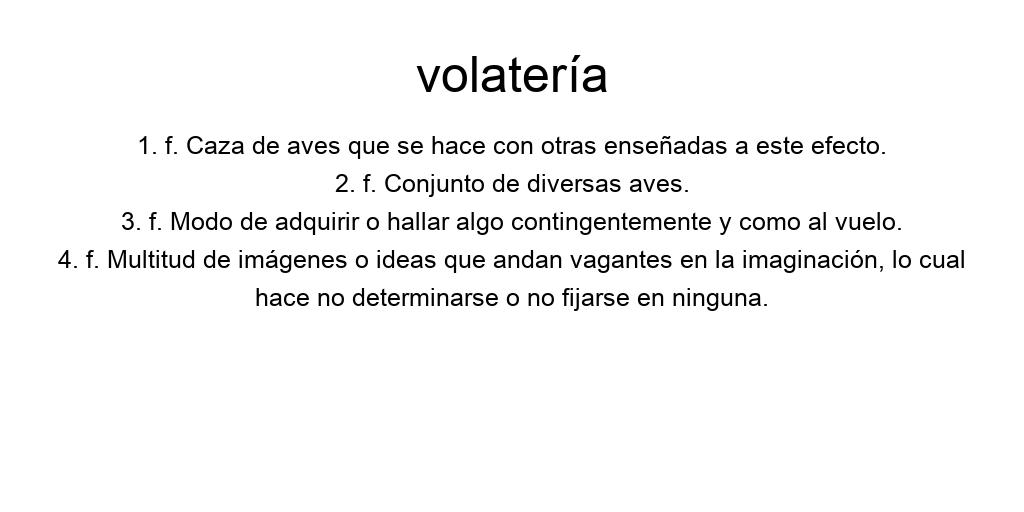 volatería
1. f. Caza de aves que se hace con otras enseñadas a este efecto.
2. f. Conjunto de diversas aves.
3. f. Modo de adquirir o hallar algo contingentemente y como al vuelo.
4. f. Multitud de imágenes o ideas que andan vagantes en la imaginación, lo cual
hace no determinarse o no fijarse en ninguna.